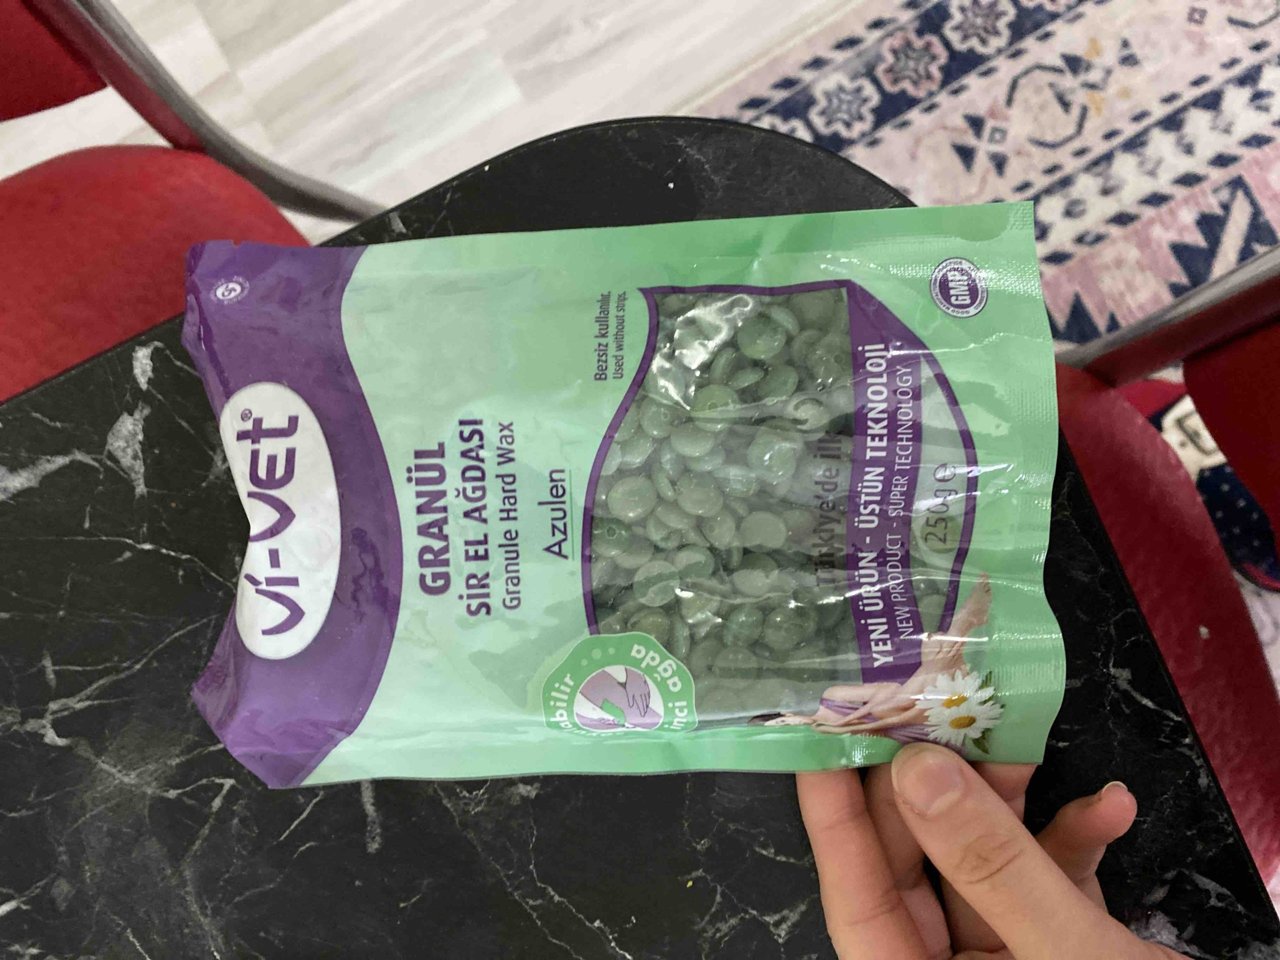 Vi-VEt®
GRANÜL
SİR EL AĞDASI
Granule Hard Wax
Azulen
Bezsiz kullanılır.
Used without strips.
inci ağda
Türkiye'de ilk
YENİ ÜRÜN - ÜSTÜN TEKNOLOJİ
NEW PRODUCT - SUPER TECHNOLOGY
250g e
GMP